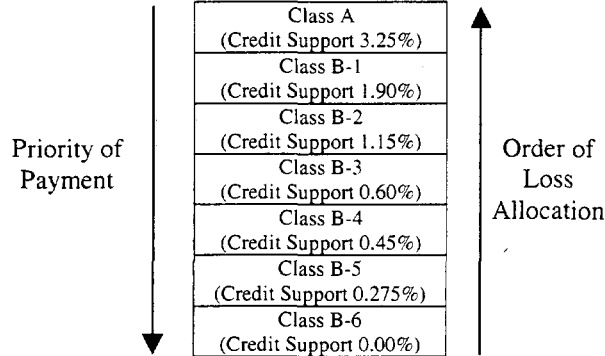 Class A
(Credit Support 3.25%)
Class B-1
(Credit Support 1.90%)
Class B-2
(Credit Support 1.15%)
Class B-3
(Credit Support 0.60%)
Class B-4
(Credit Support 0.45%)
Class B-5
(Credit Support 0.275%)
Class B-6
(Credit Support 0.00%)
Priority of
Payment
Order of
Loss
Allocation